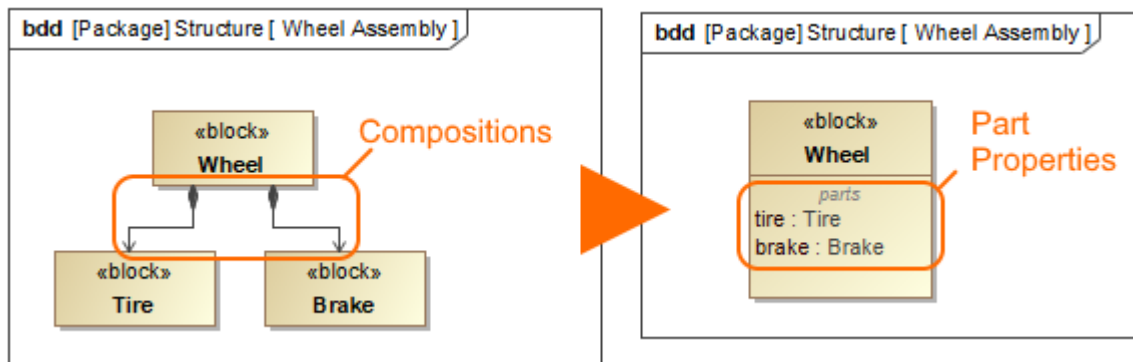 bdd [Package] Structure [ Wheel Assembly ]
«block»
Wheel
Compositions
«block»
Tire
«block»
Brake
bdd [Package] Structure [ Wheel Assembly ]
«block»
Wheel
Part
Properties
parts
tire : Tire
brake : Brake